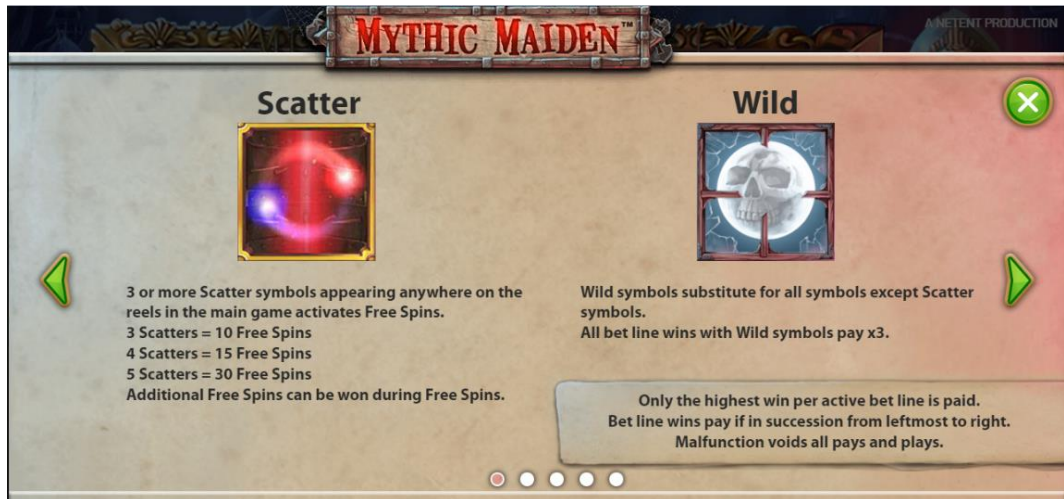 MYTHIC MAIDEN™
A NETENT PRODUCTION
Scatter
3 or more Scatter symbols appearing anywhere on the
reels in the main game activates Free Spins.
3 Scatters = 10 Free Spins
4 Scatters = 15 Free Spins
5 Scatters = 30 Free Spins
Additional Free Spins can be won during Free Spins.
Wild
Wild symbols substitute for all symbols except Scatter
symbols.
All bet line wins with Wild symbols pay x3.
Only the highest win per active bet line is paid.
Bet line wins pay if in succession from leftmost to right.
Malfunction voids all pays and plays.